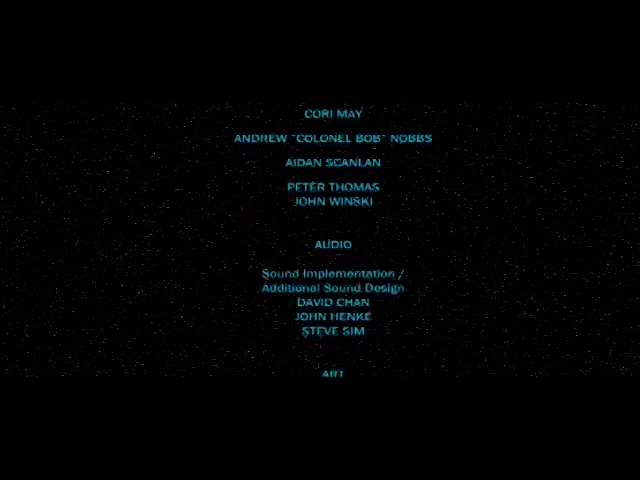 CORI MAY
ANDREW "COLONEL BOB" NOBBS
AIDAN SCANLAN
PETER THOMAS
JOHN WINSKI
AUDIO
Sound Implementation /
Additional Sound Design
DAVID CHAN
JOHN HENKE
STEVE SIM
ART